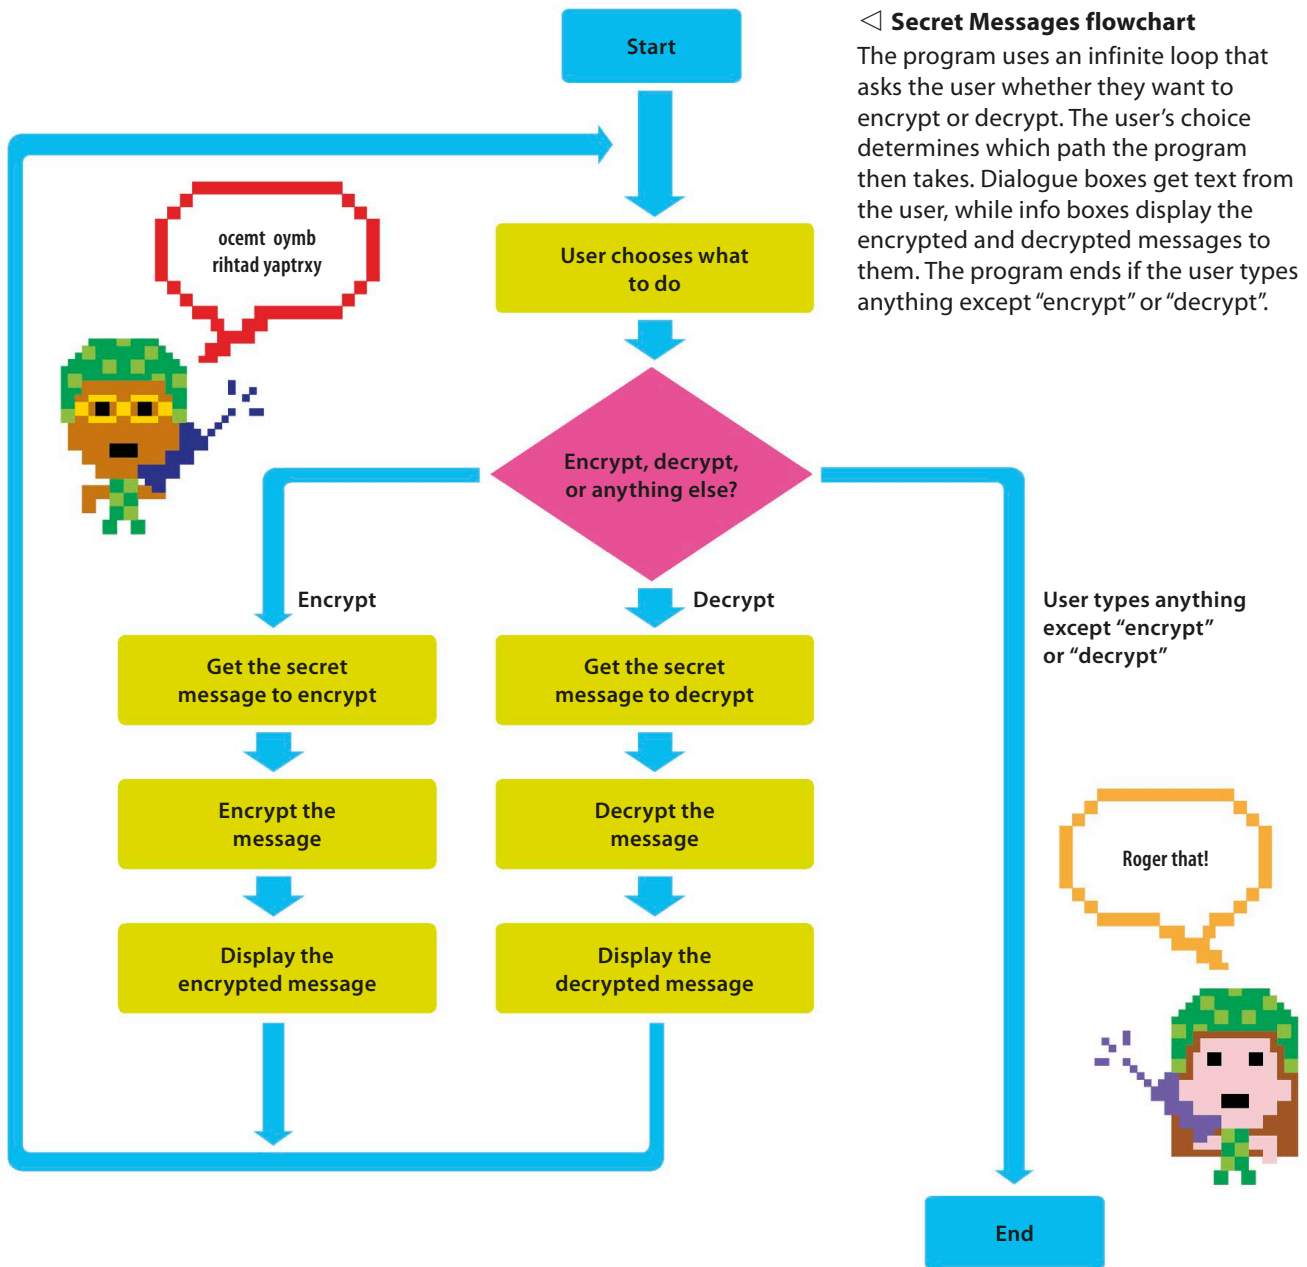 Start
◁ Secret Messages flowchart
The program uses an infinite loop that
asks the user whether they want to
encrypt or decrypt. The user’s choice
determines which path the program
then takes. Dialogue boxes get text from
the user, while info boxes display the
encrypted and decrypted messages to
them. The program ends if the user types
anything except “encrypt” or “decrypt”.
ocemt oymb
rihtad yaptrxy
User chooses what
to do
Encrypt, decrypt,
or anything else?
Encrypt
Decrypt
User types anything
except “encrypt”
or “decrypt”
Get the secret
message to encrypt
Get the secret
message to decrypt
Encrypt the
message
Decrypt the
message
Roger that!
Display the
encrypted message
Display the
decrypted message
End